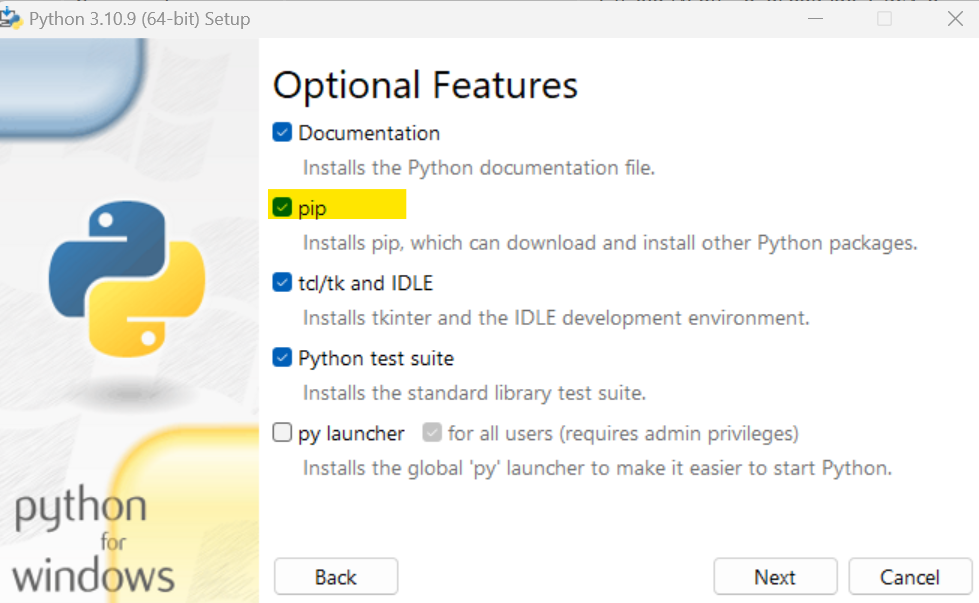 Python 3.10.9 (64-bit) Setup
Optional Features
Documentation
Installs the Python documentation file.
pip
Installs pip, which can download and install other Python packages.
tcl/tk and IDLE
Installs tkinter and the IDLE development environment.
Python test suite
Installs the standard library test suite.
py launcher for all users (requires admin privileges)
Installs the global 'py' launcher to make it easier to start Python.
python
for
windows
Back Next Cancel